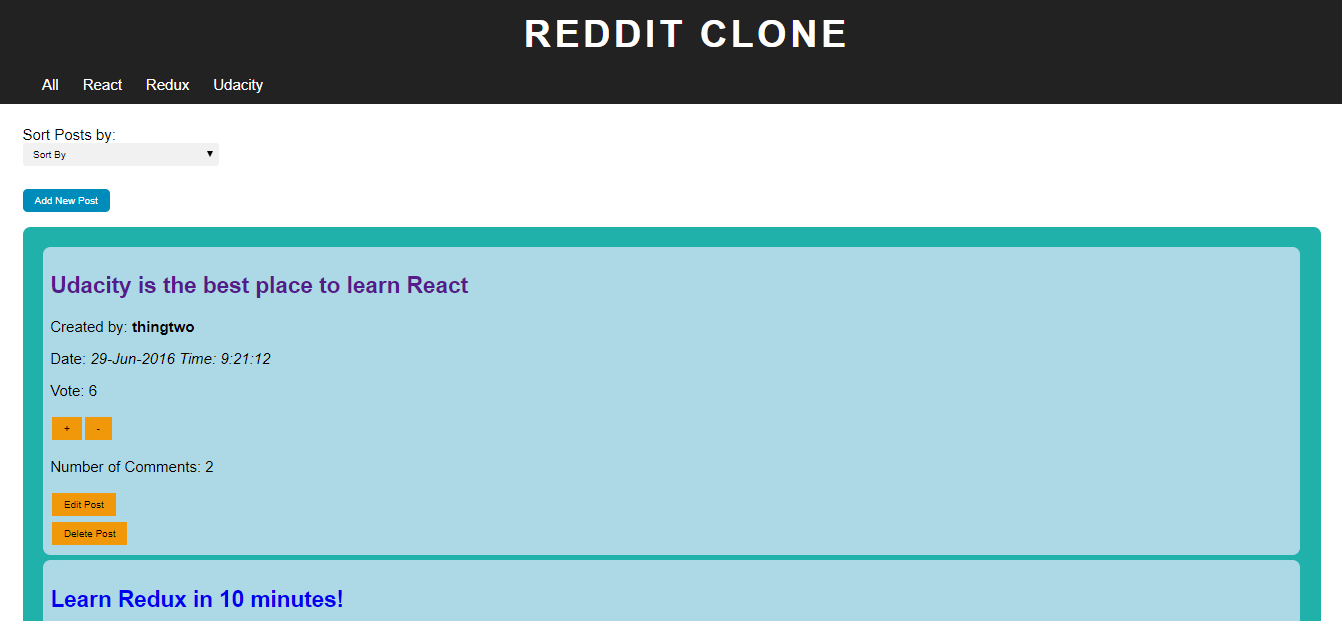 REDDIT CLONE
All React Redux Udacity
Sort Posts by:
Sort By
Add New Post
Udacity is the best place to learn React
Created by: thingtwo
Date: 29-Jun-2016 Time: 9:21:12
Vote: 6
+ -
Number of Comments: 2
Edit Post
Delete Post
Learn Redux in 10 minutes!